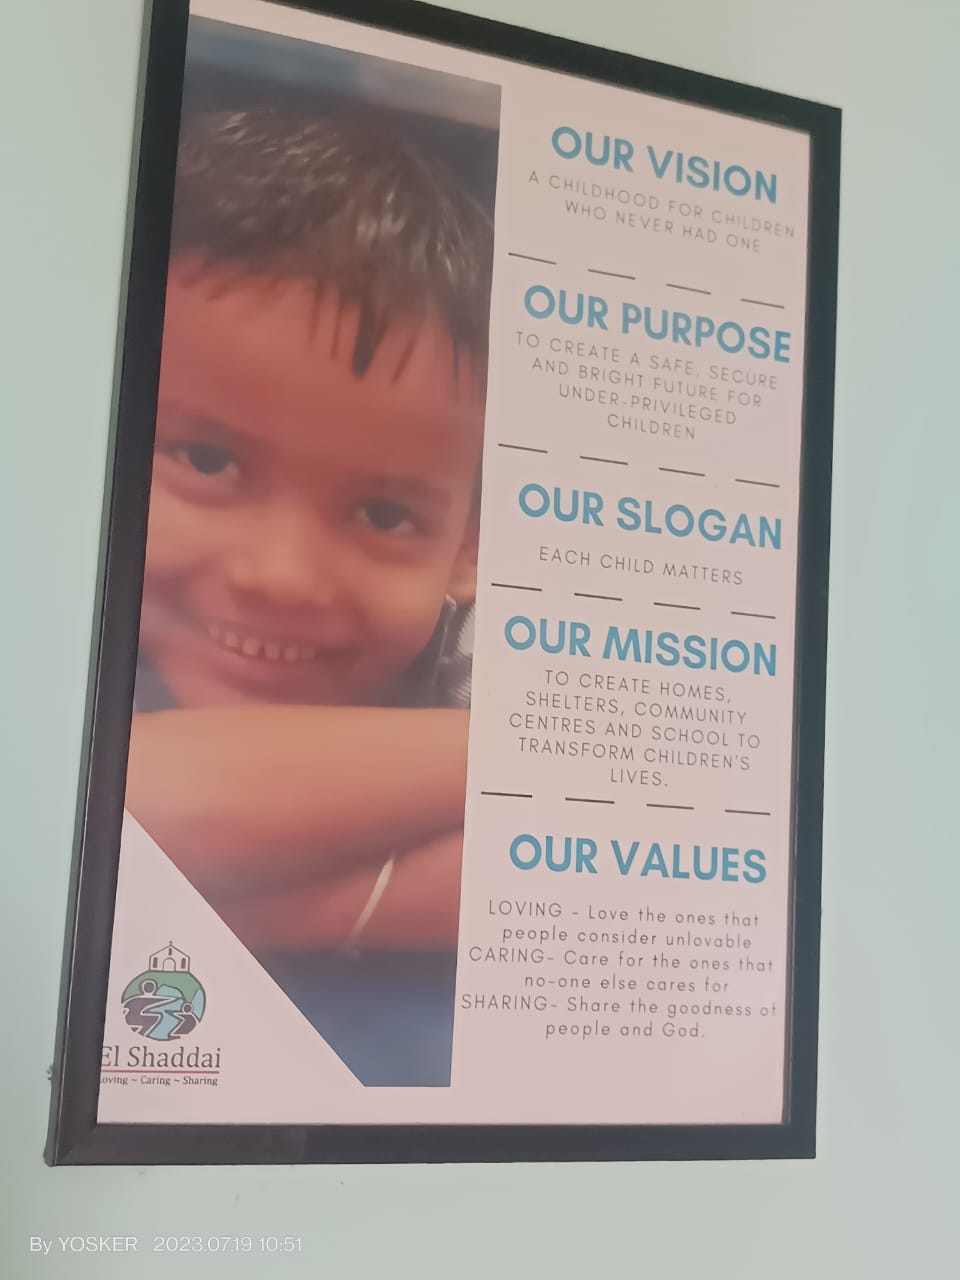 OUR VISION
A CHILDHOOD FOR CHILDREN
WHO NEVER HAD ONE
OUR PURPOSE
TO CREATE A SAFE, SECURE
AND BRIGHT FUTURE FOR
UNDER-PRIVILEGED
CHILDREN
OUR SLOGAN
EACH CHILD MATTERS
OUR MISSION
TO CREATE HOMES,
SHELTERS, COMMUNITY
CENTRES AND SCHOOL TO
TRANSFORM CHILDREN'S
LIVES.
OUR VALUES
LOVING - Love the ones that
people consider unlovable
CARING- Care for the ones that
no-one else cares for
SHARING- Share the goodness of
people and God.
El Shaddai
oving ~ Caring ~ Sharing
By YOSKER 2023.07.19 10:51